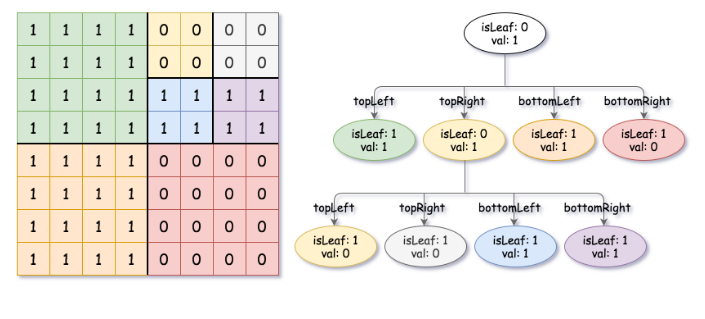 1 1 1 1 0 0 0 0
1 1 1 1 0 0 0 0
1 1 1 1 1 1 1 1
1 1 1 1 1 1 1 1
1 1 1 1 0 0 0 0
1 1 1 1 0 0 0 0
1 1 1 1 0 0 0 0
1 1 1 1 0 0 0 0
isLeaf: 0
val: 1
topLeft topRight bottomLeft bottomRight
isLeaf: 1 isLeaf: 0 isLeaf: 1 isLeaf: 1
val: 1 val: 1 val: 1 val: 0
topLeft topRight bottomLeft bottomRight
isLeaf: 1 isLeaf: 1 isLeaf: 1 isLeaf: 1
val: 0 val: 0 val: 1 val: 1